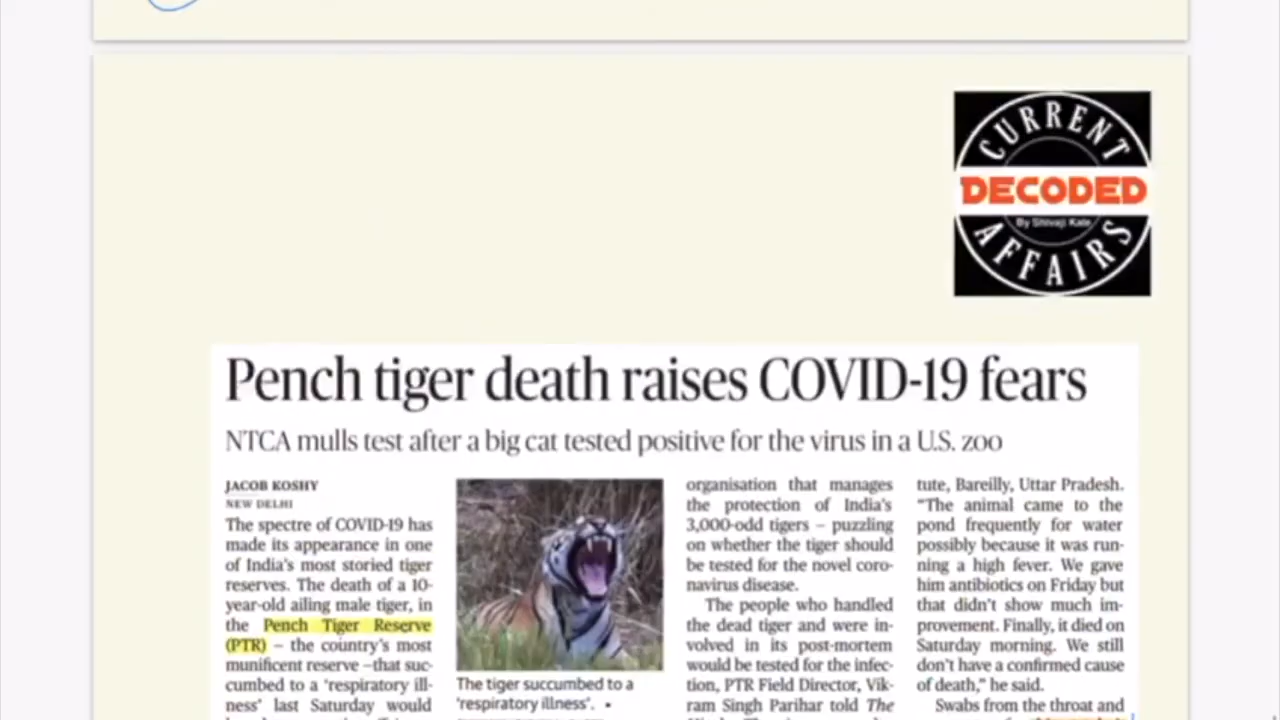 CURRENT
DECODED
By Shivaji Kate
AFFAIRS
Pench tiger death raises COVID-19 fears
NTCA mulls test after a big cat tested positive for the virus in a U.S. zoo
JACOB KOSHY
NEW DELHI
The spectre of COVID-19 has
made its appearance in one
of India's most storied tiger
reserves. The death of a 10-
year-old ailing male tiger, in
the Pench Tiger Reserve
(PTR) – the country's most
munificent reserve –that suc-
cumbed to a 'respiratory ill-
ness' last Saturday would
The tiger succumbed to a
'respiratory illness'. •
organisation that manages
the protection of India's
3,000-odd tigers – puzzling
on whether the tiger should
be tested for the novel coro-
navirus disease.
The people who handled
the dead tiger and were in-
volved in its post-mortem
would be tested for the infec-
tion, PTR Field Director, Vik-
ram Singh Parihar told The
tute, Bareilly, Uttar Pradesh.
"The animal came to the
pond frequently for water
possibly because it was run-
ning a high fever. We gave
him antibiotics on Friday but
that didn't show much im-
provement. Finally, it died on
Saturday morning. We still
don't have a confirmed cause
of death," he said.
Swabs from the throat and